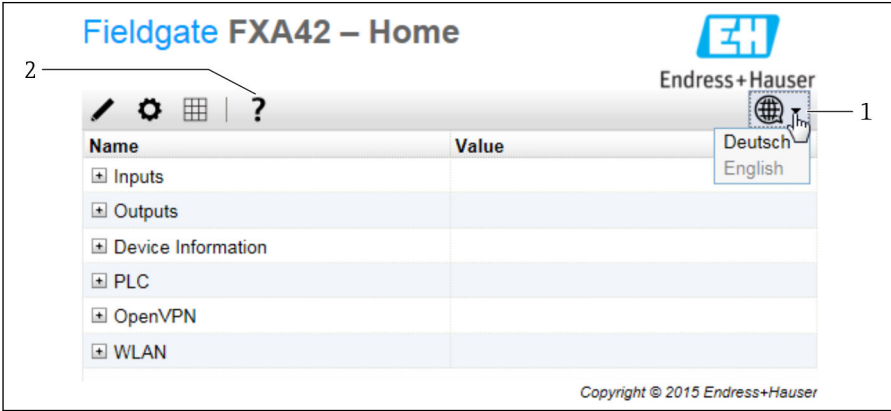 Fieldgate FXA42 – Home
EH
Endress+Hauser
2
?
1
Name Value
Deutsch
English
Inputs
Outputs
Device Information
PLC
OpenVPN
WLAN
Copyright © 2015 Endress+Hauser